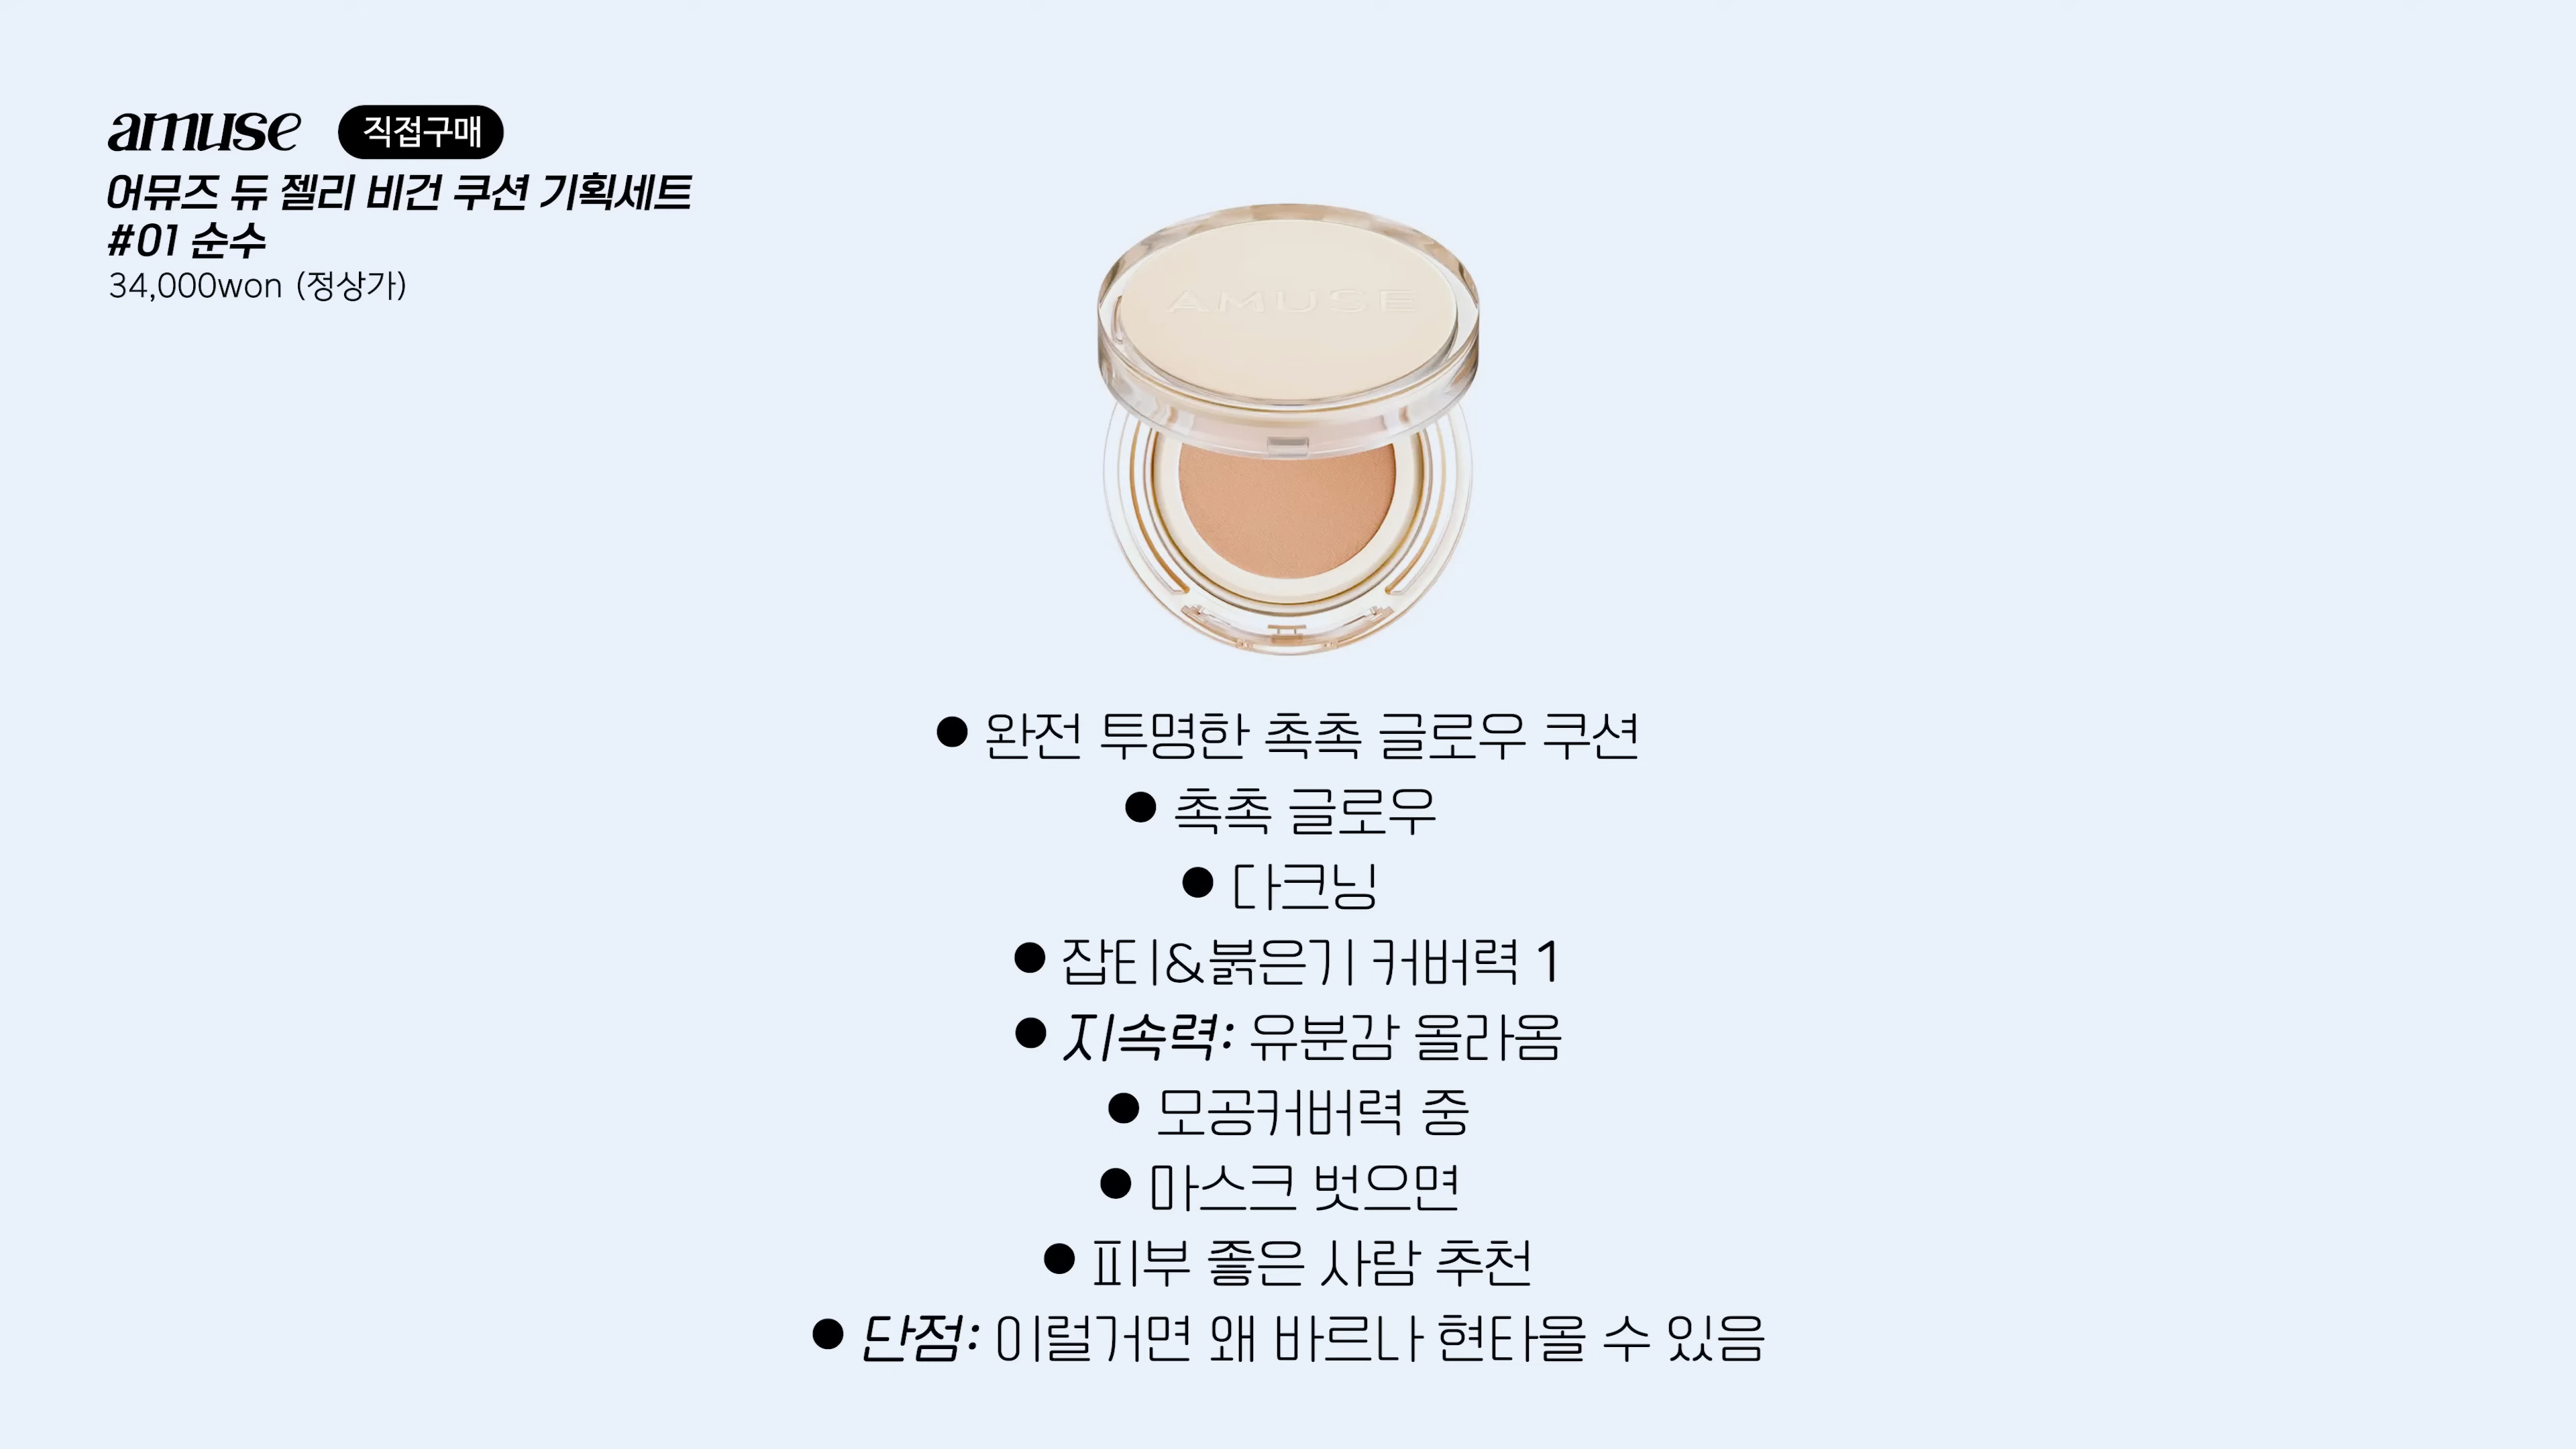 amuse 직접구매
어뮤즈 듀 젤리 비건 쿠션 기획세트
#01 순수
34,000won (정상가)
AMUSE
● 완전 투명한 촉촉 글로우 쿠션
● 촉촉 글로우
● 다크닝
● 잡티&붉은기 커버력 1
● 지속력: 유분감 올라옴
● 모공커버력 중
● 마스크 벗으면
● 피부 좋은 사람 추천
● 단점: 이럴거면 왜 바르나 현타올 수 있음